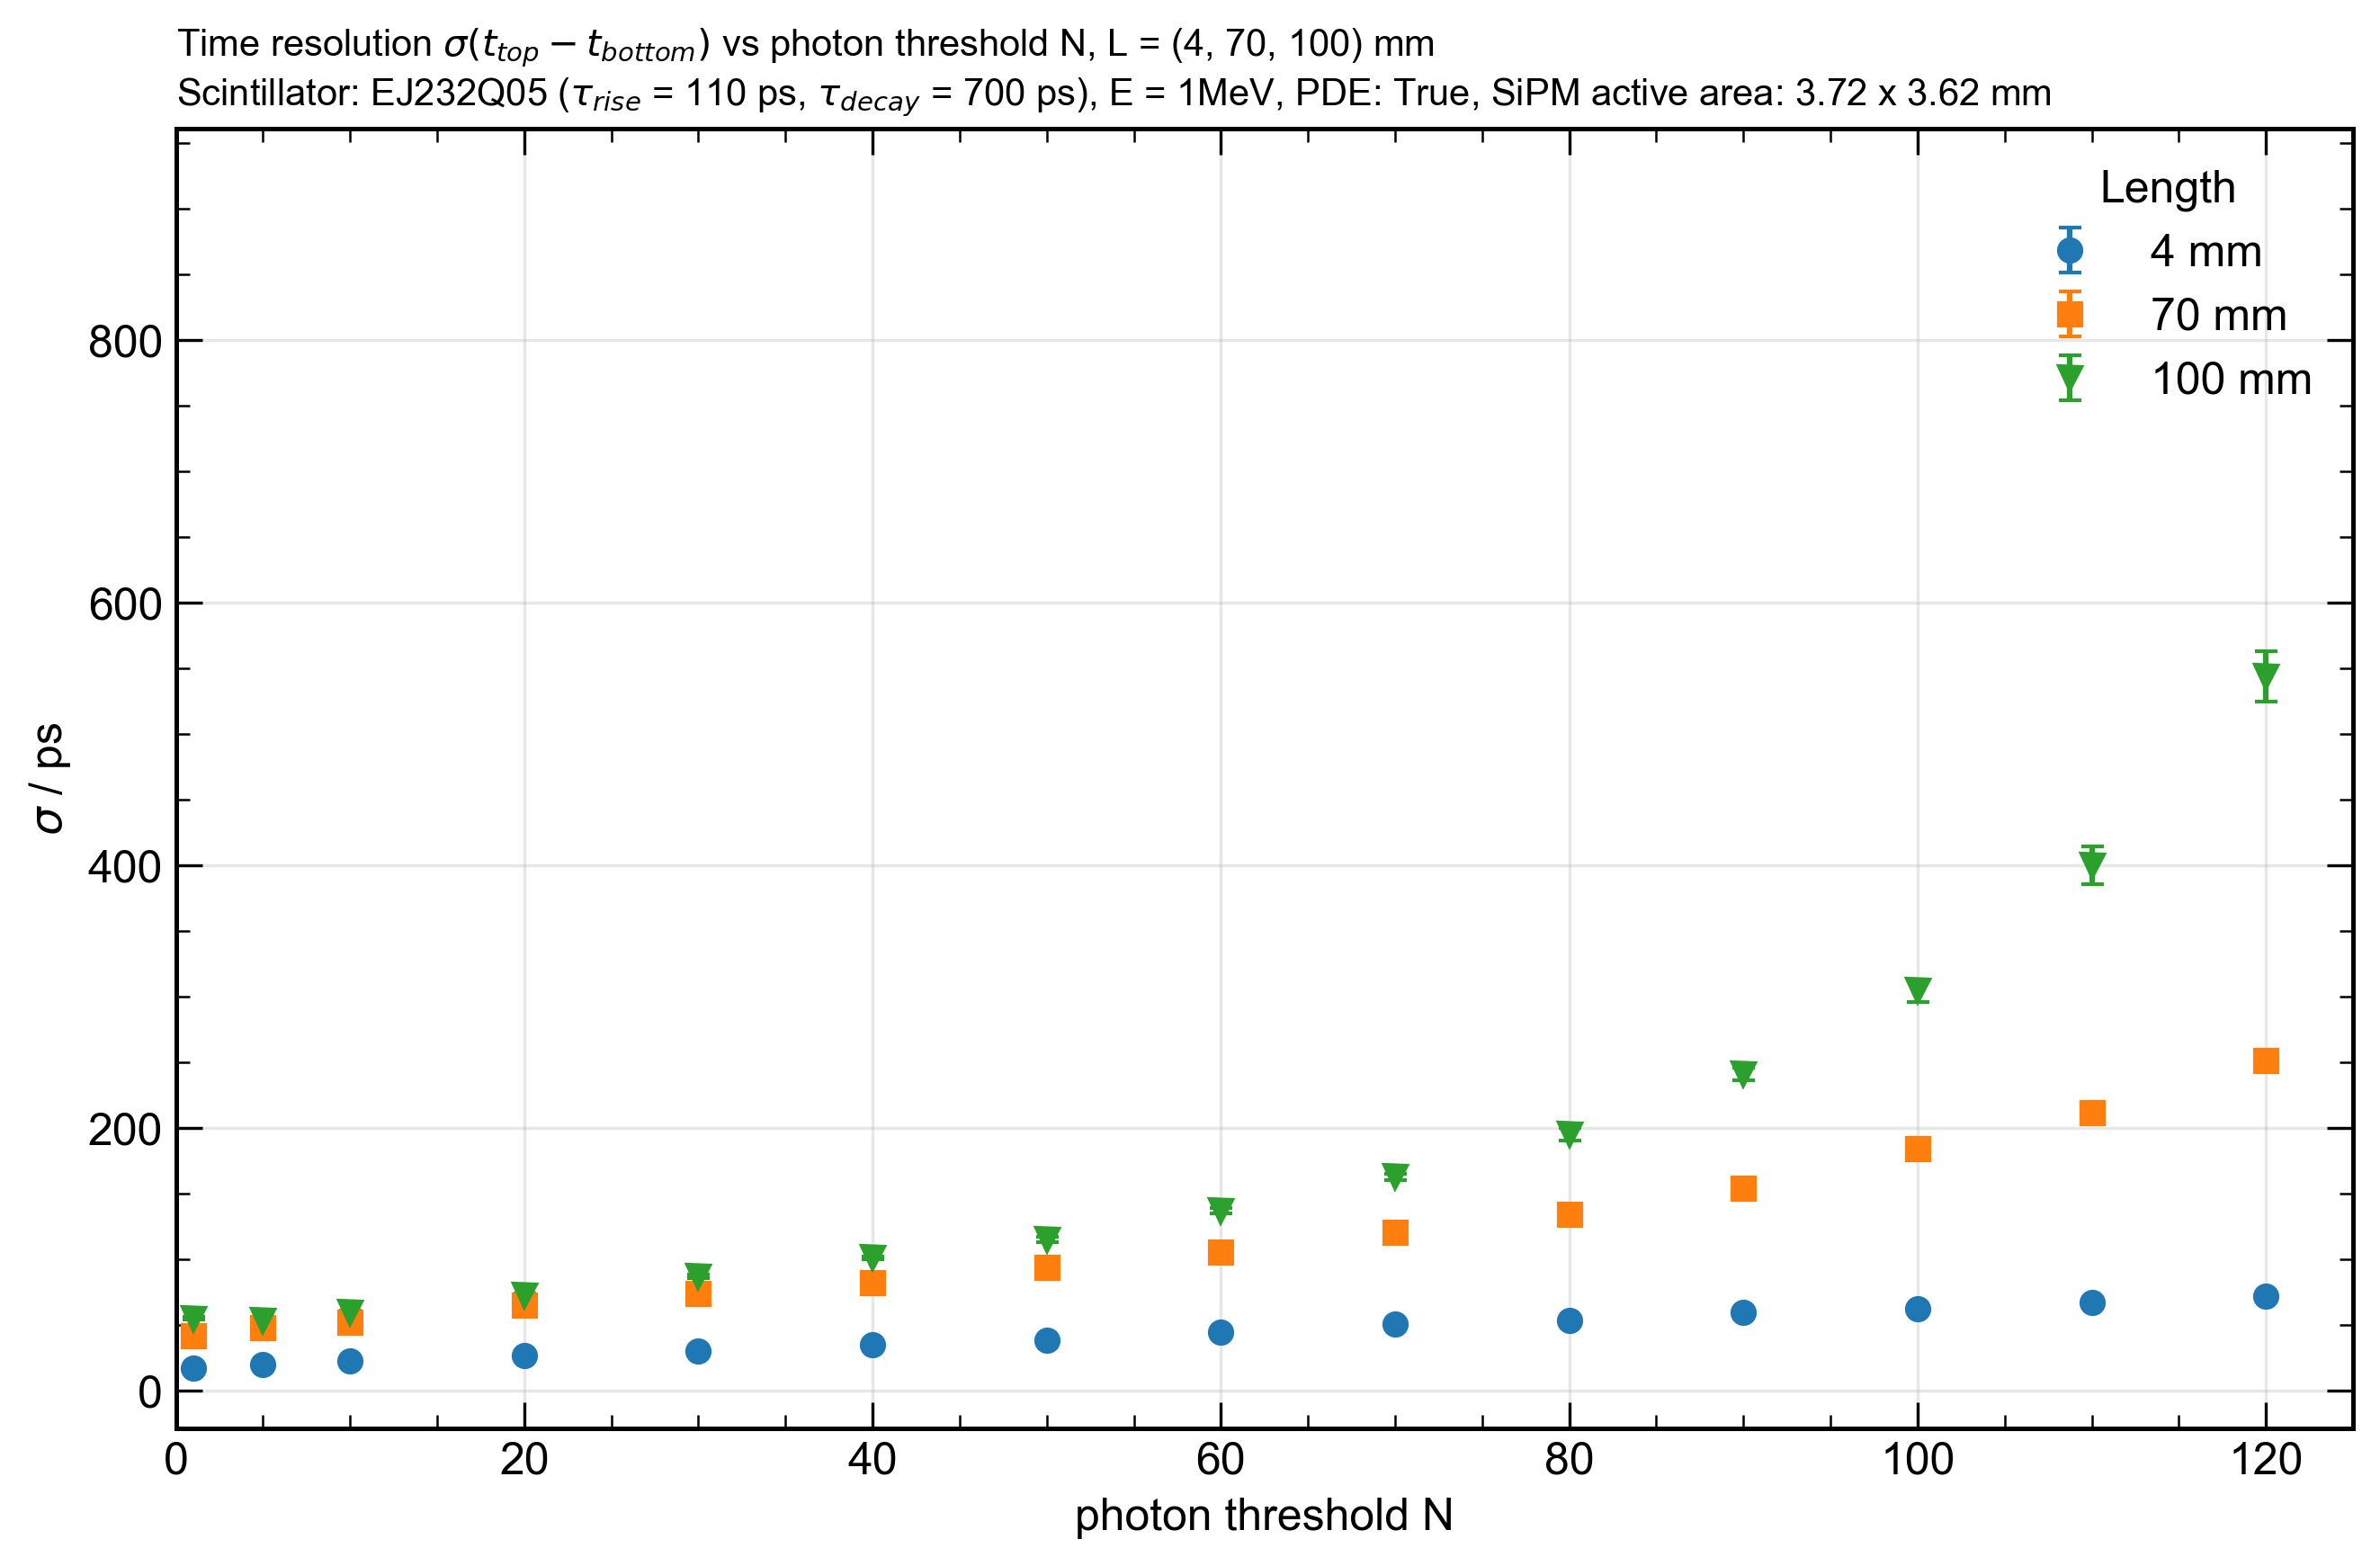 Time resolution σ(t_top − t_bottom) vs photon threshold N, L = (4, 70, 100) mm
Scintillator: EJ232Q05 (τ_rise = 110 ps, τ_decay = 700 ps), E = 1MeV, PDE: True, SiPM active area: 3.72 x 3.62 mm
Length
4 mm
70 mm
100 mm
800
600
400
200
0
σ / ps
0 20 40 60 80 100 120
photon threshold N